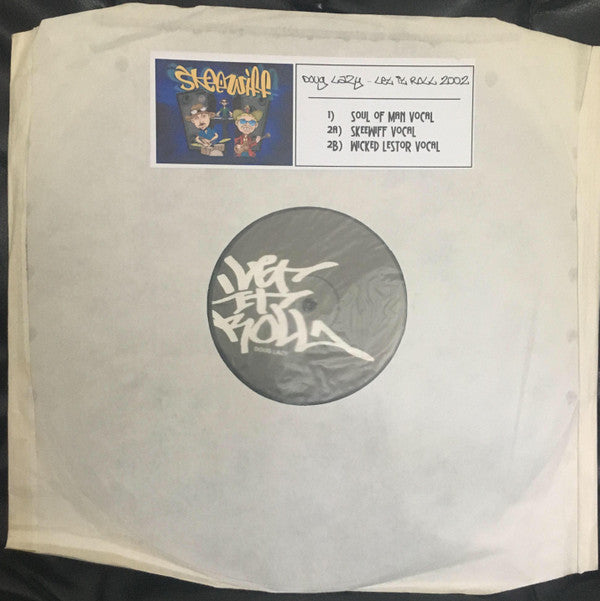 Skeewiff
Doug Lazy - Let It Roll 2002
1) SOUL OF MAN VOCAL
2A) SKEEWIFF VOCAL
2B) WICKED LESTOR VOCAL
LET
IT
ROLL
DOUG LAZY